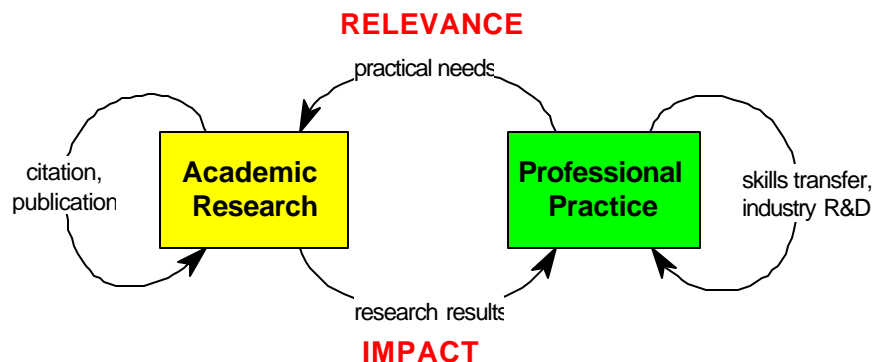 RELEVANCE
practical needs
citation,
publication
Academic
Research
Professional
Practice
skills transfer,
industry R&D
research results
IMPACT